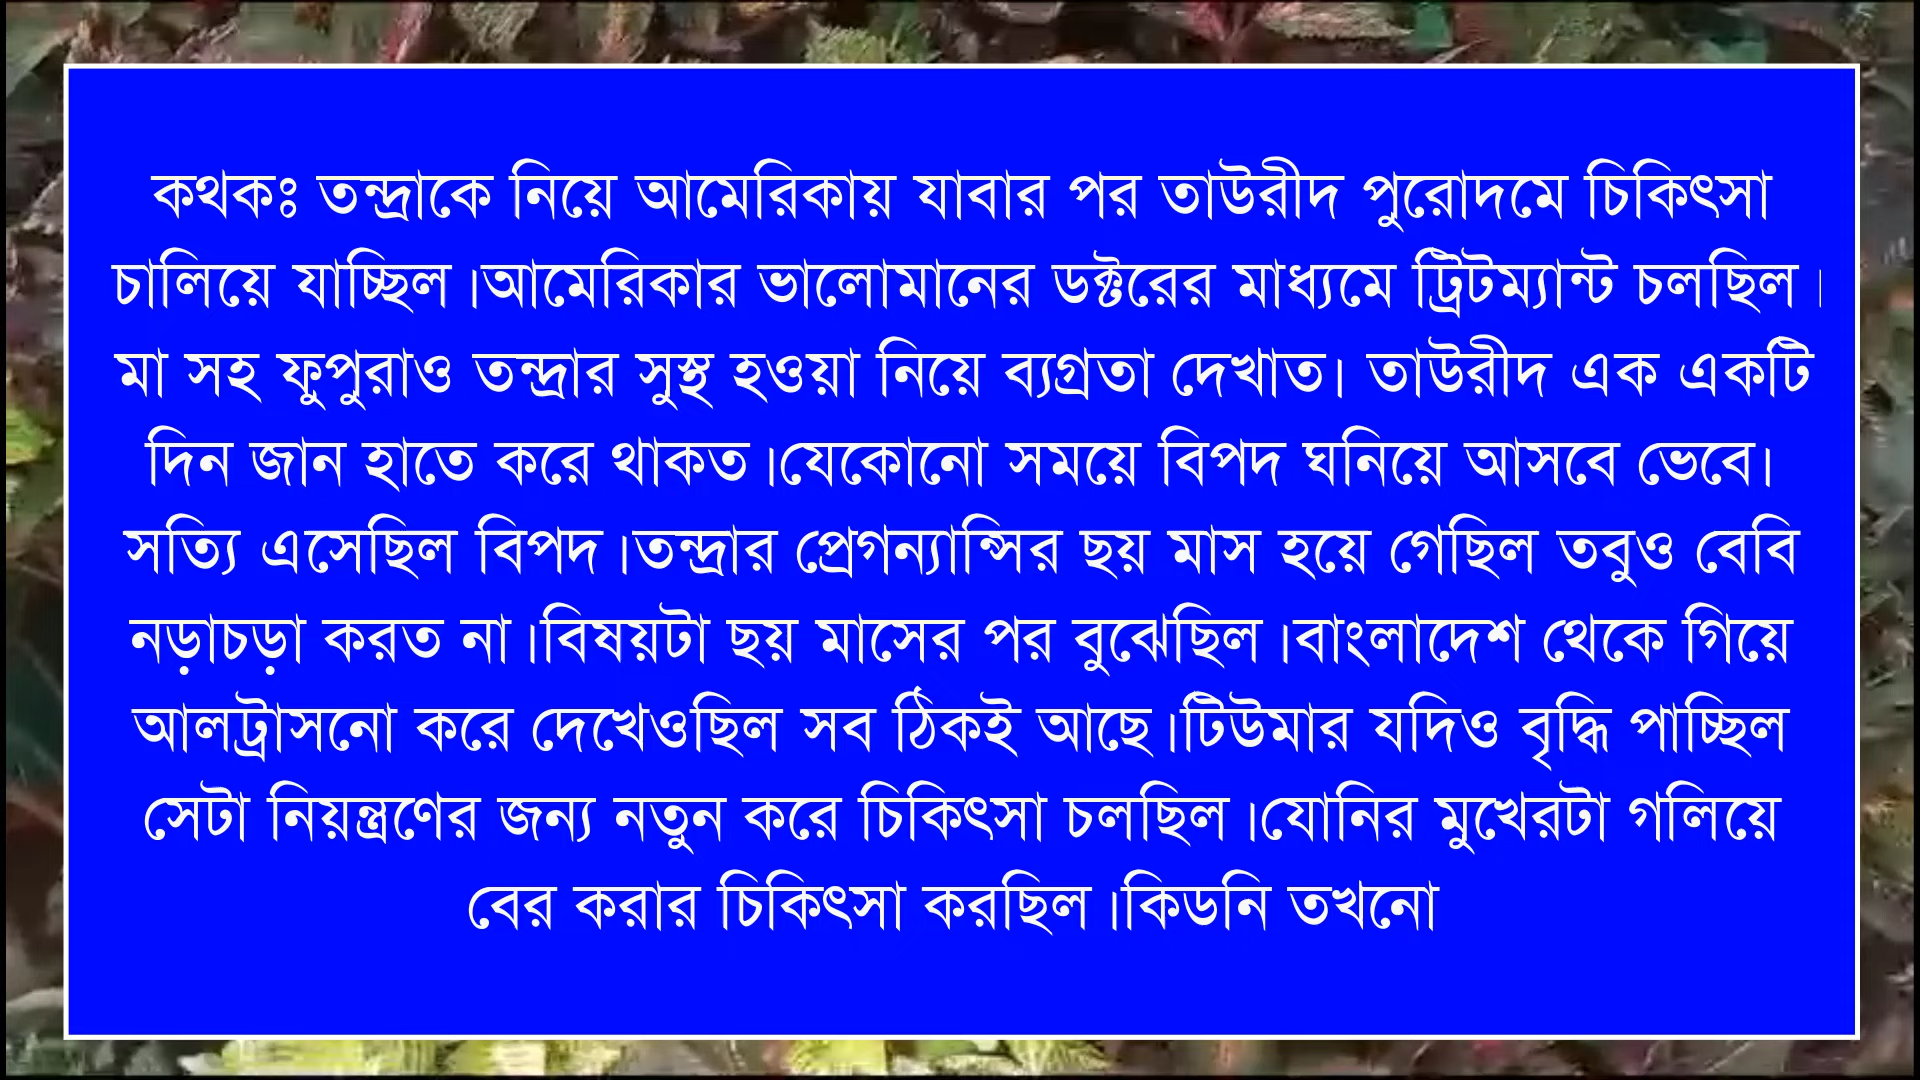 কথকঃ তন্দ্রাকে নিয়ে আমেরিকায় যাবার পর তাউরীদ পুরোদমে চিকিৎসা
চালিয়ে যাচ্ছিল।আমেরিকার ভালোমানের ডক্টরের মাধ্যমে ট্রিটম্যান্ট চলছিল।
মা সহ ফুপুরাও তন্দ্রার সুস্থ হওয়া নিয়ে ব্যগ্রতা দেখাত। তাউরীদ এক একটি
দিন জান হাতে করে থাকত।যেকোনো সময়ে বিপদ ঘনিয়ে আসবে ভেবে।
সত্যি এসেছিল বিপদ।তন্দ্রার প্রেগন্যান্সির ছয় মাস হয়ে গেছিল তবুও বেবি
নড়াচড়া করত না।বিষয়টা ছয় মাসের পর বুঝেছিল।বাংলাদেশ থেকে গিয়ে
আলট্রাসনো করে দেখেওছিল সব ঠিকই আছে।টিউমার যদিও বৃদ্ধি পাচ্ছিল
সেটা নিয়ন্ত্রণের জন্য নতুন করে চিকিৎসা চলছিল।যোনির মুখেরটা গলিয়ে
বের করার চিকিৎসা করছিল।কিডনি তখনো